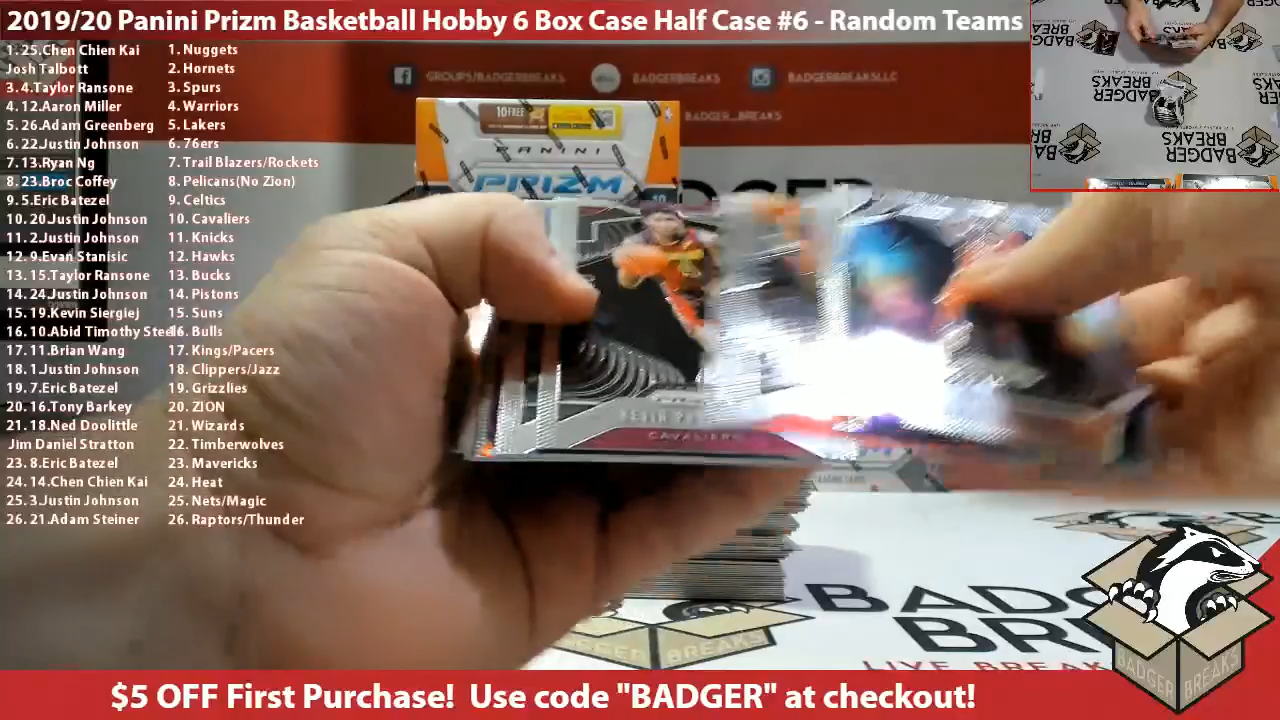 2019/20 Panini Prizm Basketball Hobby 6 Box Case Half Case #6 - Random Teams
1. 25.Chen Chien Kai 1. Nuggets
Josh Talbott 2. Hornets
3. 4.Taylor Ransone 3. Spurs
4. 12.Aaron Miller 4. Warriors
5. 26.Adam Greenberg 5. Lakers
6. 22.Justin Johnson 6. 76ers
7. 13.Ryan Ng 7. Trail Blazers/Rockets
8. 23.Broc Coffey 8. Pelicans(No Zion)
9. 5.Eric Batezel 9. Celtics
10. 20.Justin Johnson 10. Cavaliers
11. 2.Justin Johnson 11. Knicks
12. 9.Evan Stanisic 12. Hawks
13. 15.Taylor Ransone 13. Bucks
14. 24.Justin Johnson 14. Pistons
15. 19.Kevin Siergiej 15. Suns
16. 10.Abid Timothy Steel 16. Bulls
17. 11.Brian Wang 17. Kings/Pacers
18. 1.Justin Johnson 18. Clippers/Jazz
19. 7.Eric Batezel 19. Grizzlies
20. 16.Tony Barkey 20. ZION
21. 18.Ned Doolittle 21. Wizards
Jim Daniel Stratton 22. Timberwolves
23. 8.Eric Batezel 23. Mavericks
24. 14.Chen Chien Kai 24. Heat
25. 3.Justin Johnson 25. Nets/Magic
26. 21.Adam Steiner 26. Raptors/Thunder
GROUPS/BADGERBREAKS BADGERBREAKS BADGERBREAKSLLC
BADGER_BREAKS
10 FREE
PANINI
PRIZM
CAVALIERS
BADGER
BREAKS
LIVE BREAK
BADGER BREAKS
$5 OFF First Purchase! Use code "BADGER" at checkout!